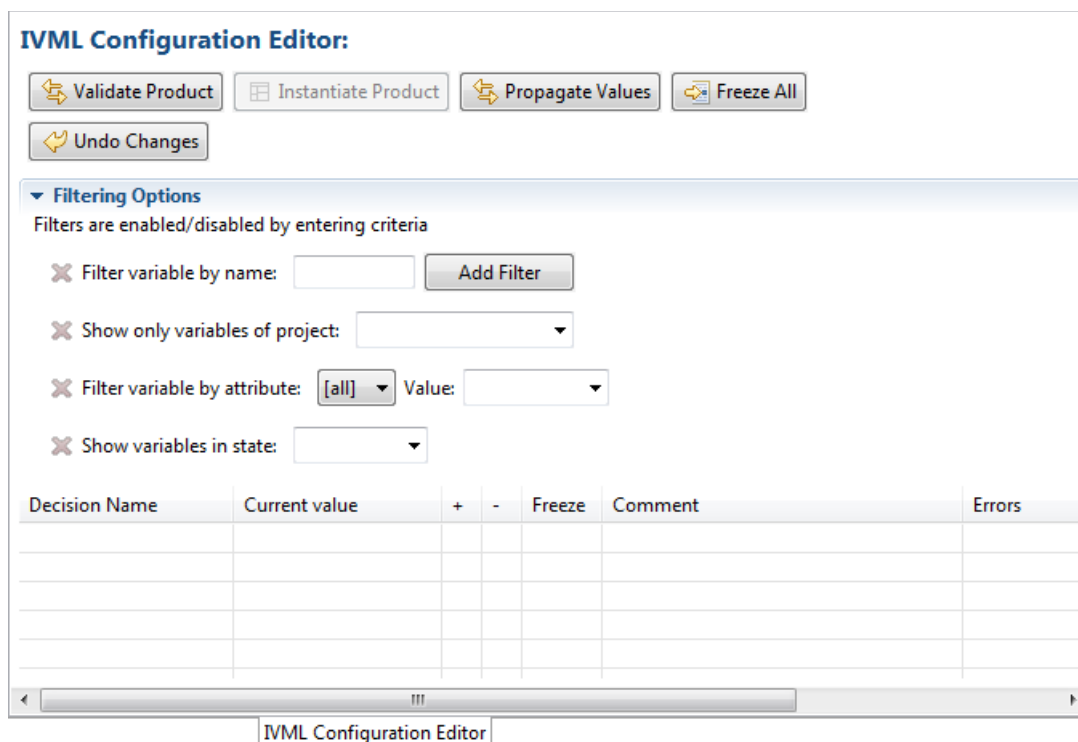 IVML Configuration Editor:
Validate Product Instantiate Product Propagate Values Freeze All
Undo Changes
Filtering Options
Filters are enabled/disabled by entering criteria
Filter variable by name: Add Filter
Show only variables of project:
Filter variable by attribute: [all] Value:
Show variables in state:
Decision Name Current value + - Freeze Comment Errors
IVML Configuration Editor